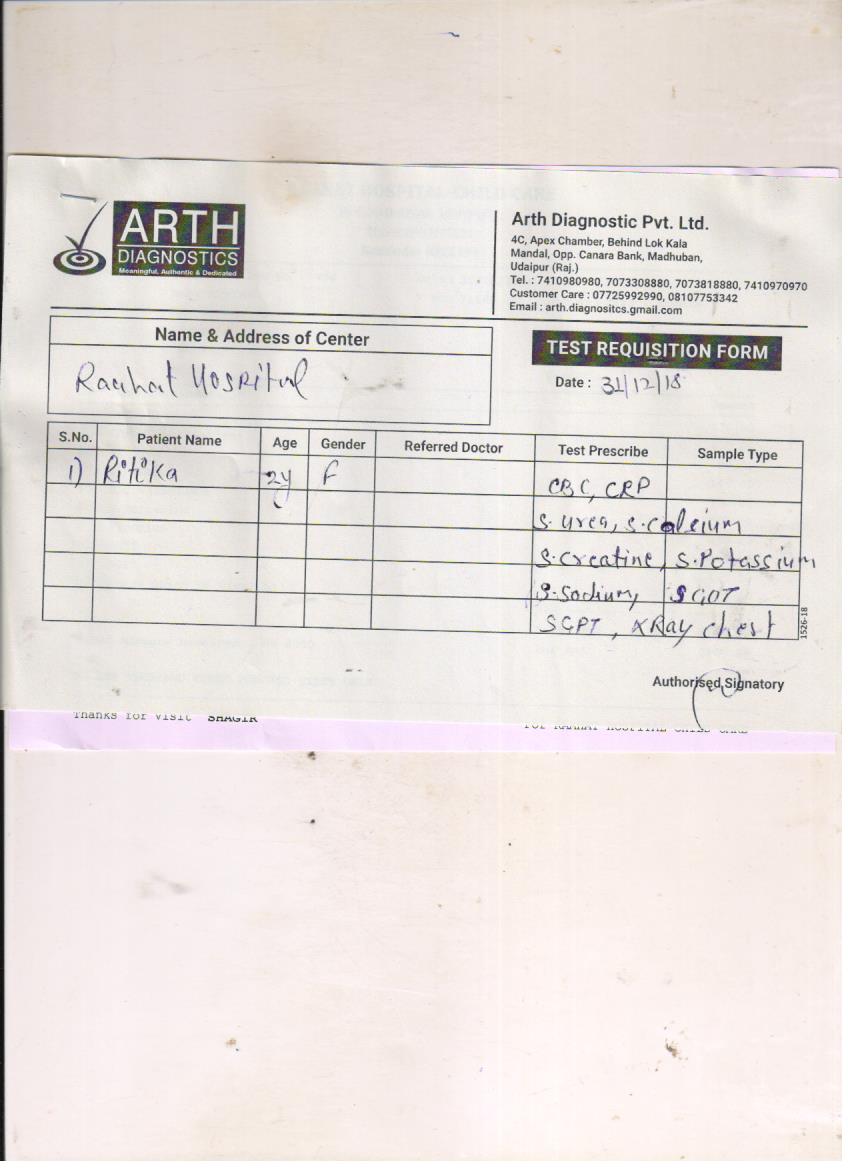 ARTH
DIAGNOSTICS
Meaningful, Authentic & Dedicated
Arth Diagnostic Pvt. Ltd.
4C, Apex Chamber, Behind Lok Kala
Mandal, Opp. Canara Bank, Madhuban,
Udaipur (Raj.)
Tel. : 7410980980, 7073308880, 7073818880, 7410970970
Customer Care : 07725992990, 08107753342
Email : arth.diagnositcs.gmail.com
Name & Address of Center
Raahat Hospital
TEST REQUISITION FORM
Date : 31/12/18
S.No. Patient Name Age Gender Referred Doctor Test Prescribe Sample Type
1) Ritika 2y F CBC, CRP
S. Urea, S. Calcium
S. Creatine, S. Potassium
S. Sodium, SGOT
SGPT, XRay Chest
1526-18
Authorised Signatory
Thanks for Visit SHAGIR